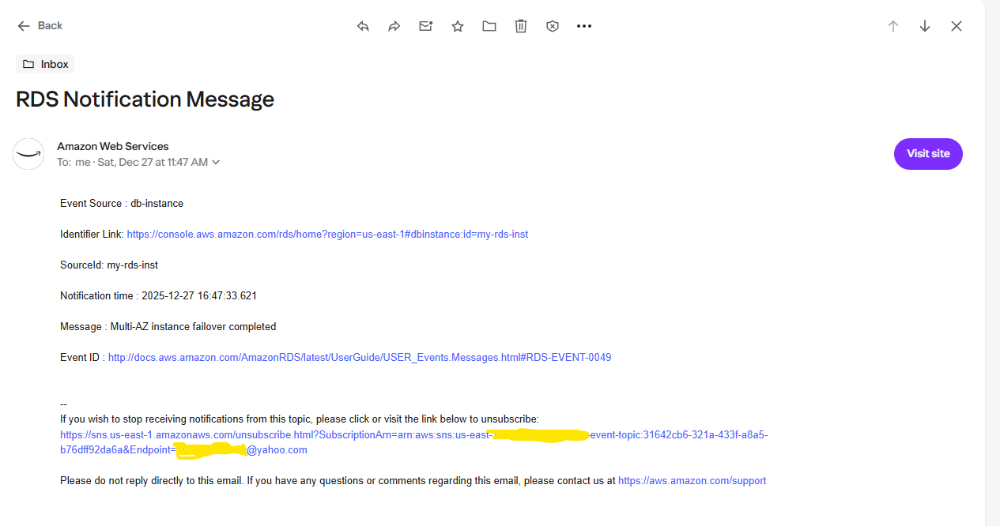 Back
Inbox
RDS Notification Message
Amazon Web Services
To: me · Sat, Dec 27 at 11:47 AM
Visit site
Event Source : db-instance
Identifier Link: https://console.aws.amazon.com/rds/home?region=us-east-1#dbinstance:id=my-rds-inst
SourceId: my-rds-inst
Notification time : 2025-12-27 16:47:33.621
Message : Multi-AZ instance failover completed
Event ID : http://docs.aws.amazon.com/AmazonRDS/latest/UserGuide/USER_Events.Messages.html#RDS-EVENT-0049
--
If you wish to stop receiving notifications from this topic, please click or visit the link below to unsubscribe:
https://sns.us-east-1.amazonaws.com/unsubscribe.html?SubscriptionArn=arn:aws:sns:us-east- -event-topic:31642cb6-321a-433f-a8a5-
b76dff92da6a&Endpoint= @yahoo.com
Please do not reply directly to this email. If you have any questions or comments regarding this email, please contact us at https://aws.amazon.com/support